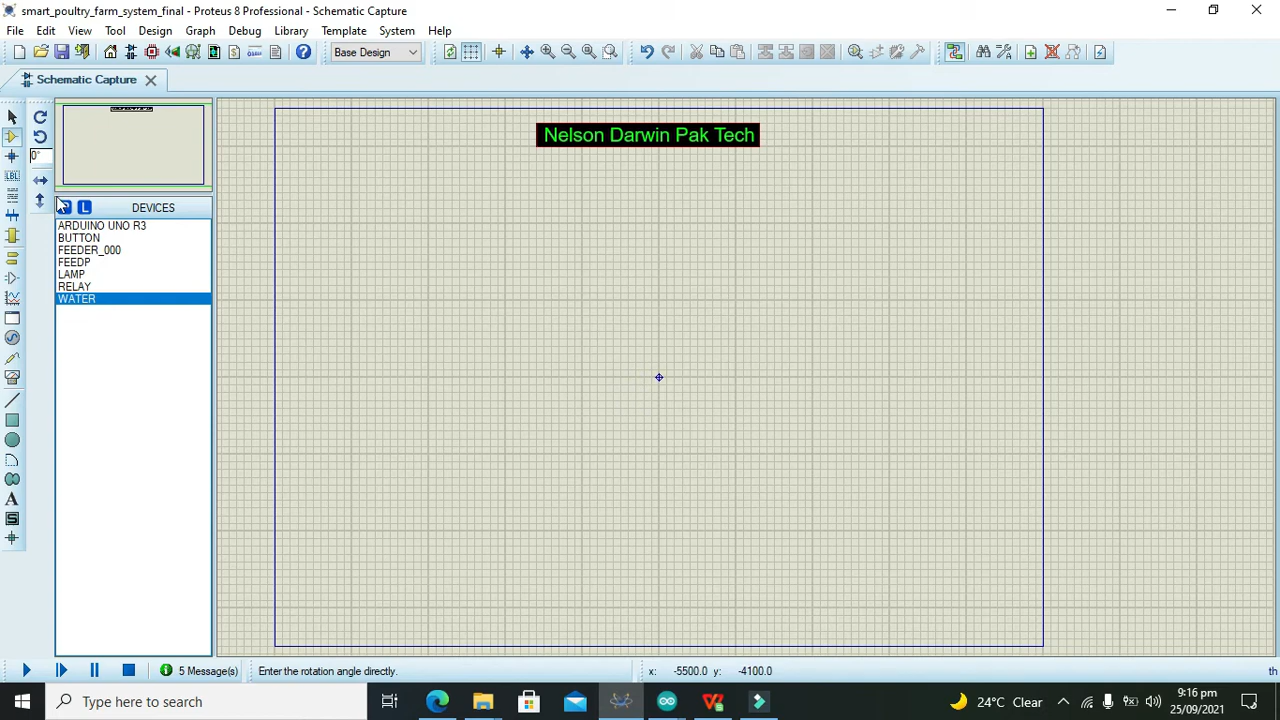 smart_poultry_farm_system_final - Proteus 8 Professional - Schematic Capture
File Edit View Tool Design Graph Debug Library Template System Help
Base Design
Schematic Capture
Nelson Darwin Pak Tech
0°
LBL
L DEVICES
ARDUINO UNO R3
BUTTON
FEEDER_000
FEEDP
LAMP
RELAY
WATER
A
S
5 Message(s) Enter the rotation angle directly. x: -5500.0 y: -4100.0 th
Type here to search
24°C Clear
9:16 pm
25/09/2021